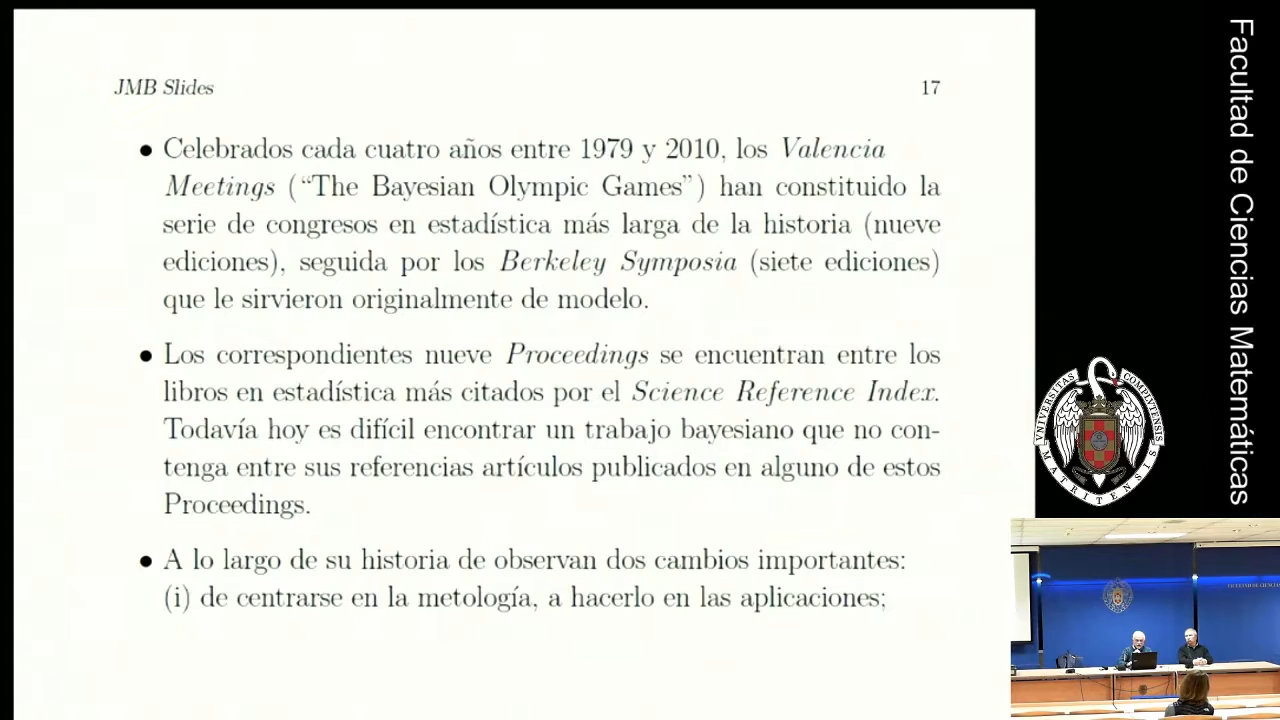 JMB Slides 17
• Celebrados cada cuatro años entre 1979 y 2010, los Valencia
Meetings (“The Bayesian Olympic Games”) han constituido la
serie de congresos en estadística más larga de la historia (nueve
ediciones), seguida por los Berkeley Symposia (siete ediciones)
que le sirvieron originalmente de modelo.
• Los correspondientes nueve Proceedings se encuentran entre los
libros en estadística más citados por el Science Reference Index.
Todavía hoy es difícil encontrar un trabajo bayesiano que no con-
tenga entre sus referencias artículos publicados en alguno de estos
Proceedings.
• A lo largo de su historia de observan dos cambios importantes:
(i) de centrarse en la metología, a hacerlo en las aplicaciones;
Facultad de Ciencias Matemáticas
VNIVERSITAS COMPLVTENSIS
MATRITENSIS